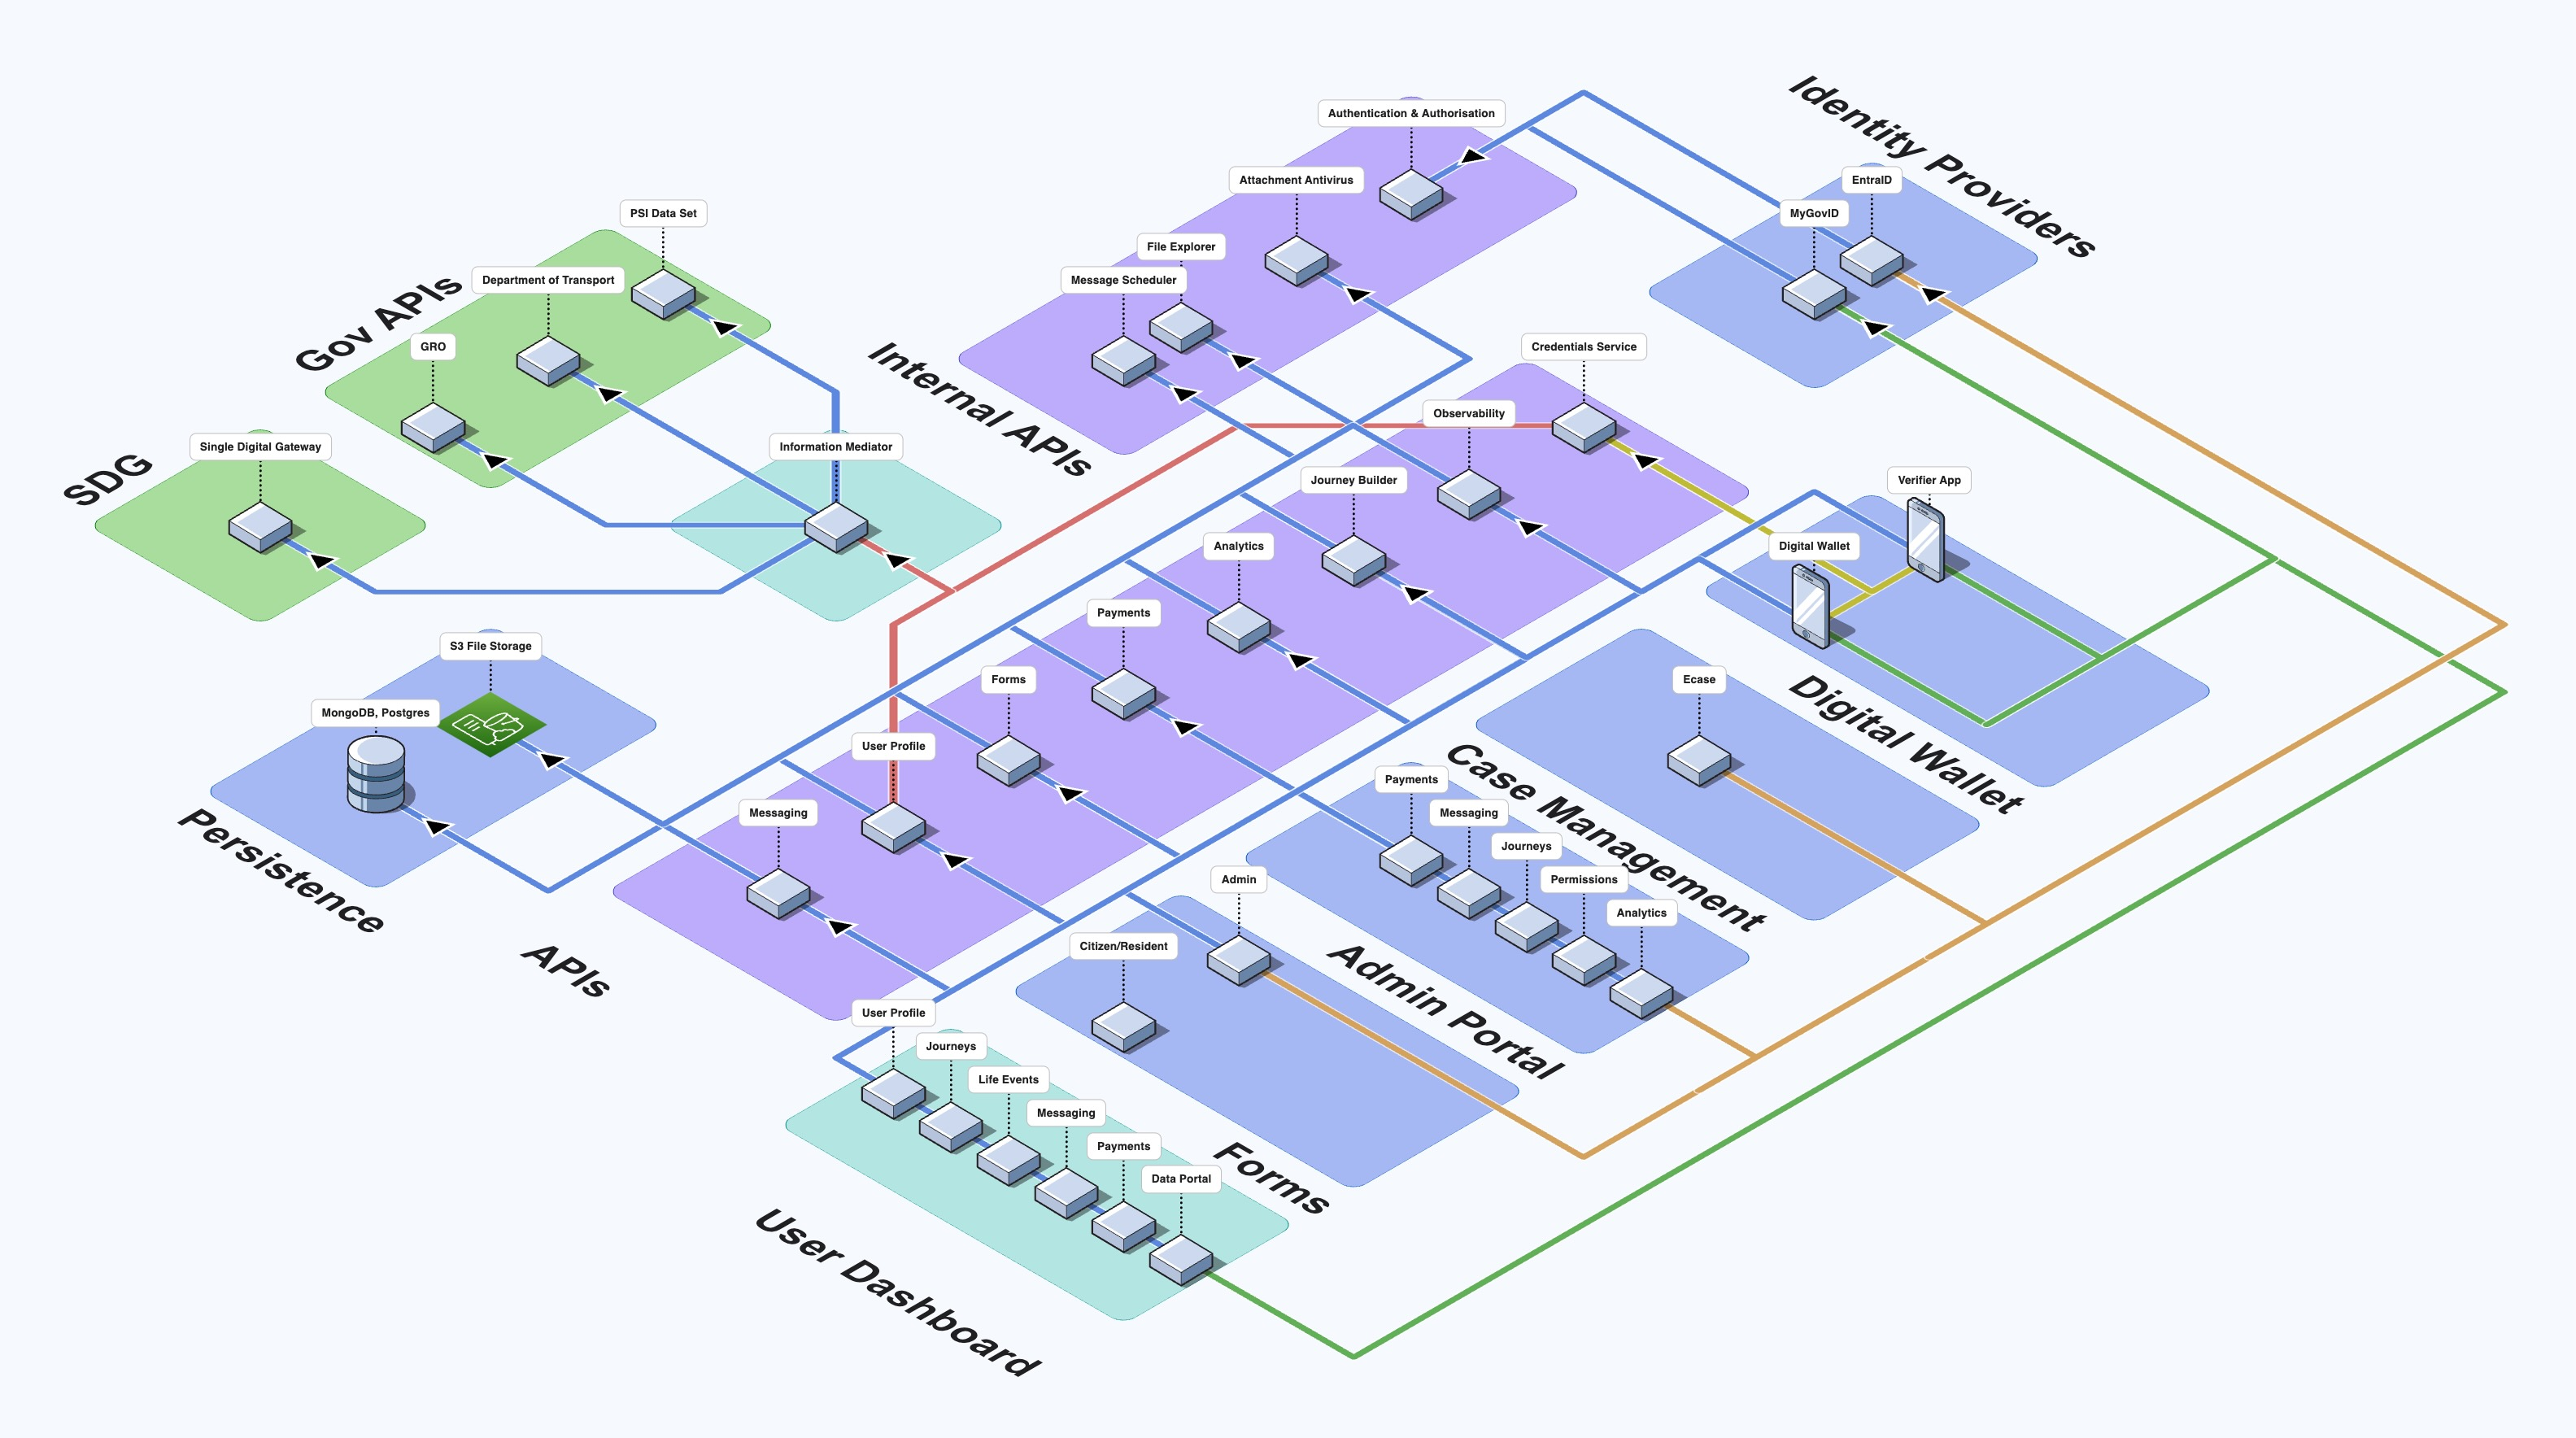 Identity Providers
EntraID
MyGovID
Authentication & Authorisation
Attachment Antivirus
File Explorer
Message Scheduler
Internal APIs
PSI Data Set
Department of Transport
GRO
Gov APIs
Single Digital Gateway
SDG
Information Mediator
Credentials Service
Observability
Journey Builder
Analytics
Payments
Forms
User Profile
Messaging
APIs
Verifier App
Digital Wallet
Digital Wallet
S3 File Storage
MongoDB, Postgres
Persistence
Ecase
Case Management
Payments
Messaging
Journeys
Permissions
Analytics
Admin Portal
Admin
Citizen/Resident
Forms
User Profile
Journeys
Life Events
Messaging
Payments
Data Portal
User Dashboard